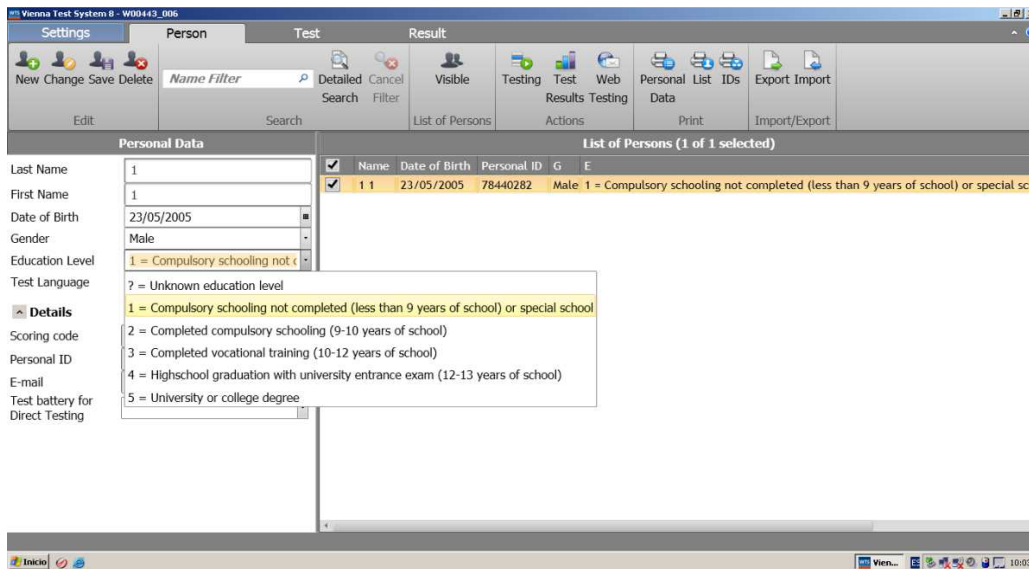 Vienna Test System 8 - W00443_006
Settings Person Test Result
New Change Save Delete Name Filter Detailed Search Cancel Filter Visible Testing Test Results Web Testing Personal Data List IDs Export Import
Edit Search List of Persons Actions Print Import/Export
Personal Data
List of Persons (1 of 1 selected)
Last Name 1
First Name 1
Date of Birth 23/05/2005
Gender Male
Education Level 1 = Compulsory schooling not
Test Language
Details
Scoring code
Personal ID
E-mail
Test battery for
Direct Testing
? = Unknown education level
1 = Compulsory schooling not completed (less than 9 years of school) or special school
2 = Completed compulsory schooling (9-10 years of school)
3 = Completed vocational training (10-12 years of school)
4 = Highschool graduation with university entrance exam (12-13 years of school)
5 = University or college degree
Name Date of Birth Personal ID G E
1 1 23/05/2005 78440282 Male 1 = Compulsory schooling not completed (less than 9 years of school) or special sc
Inicio Vien... ES